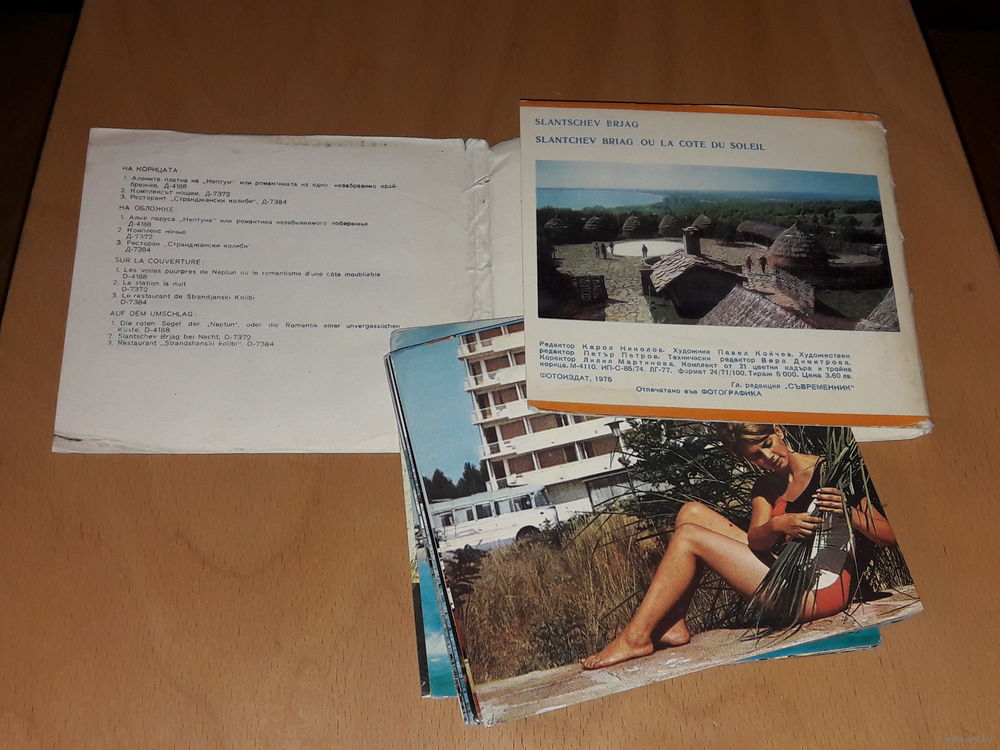 НА КОРИЦАТА:
1. Алените платна на „Нептун" или романтиката на едно незабравимо край-
брежие, Д-4188
2. Комплексът нощем, Д-7372
3. Ресторант „Странджански колиби", Д-7384
НА ОБЛОЖКЕ:
1. Алые паруса „Нептуна" или романтика незабываемого побережья
Д-4188
2. Комплекс ночью
Д-7372
3. Ресторан „Странджански колиби"
Д-7384
SUR LA COUVERTURE:
1. Les voiles pourpres de Neptun ou le romantisme d'une côte inoubliable
D-4188
2. La station la nuit
D-7372
3. Le restaurant de Strandjanski Kolibi
D-7384
AUF DEM UMSCHLAG:
1. Die roten Segel der „Neptun", oder die Romantik einer unvergesslichen
Küste, D-4188
2. Slantschev Brjag bei Nacht, D-7372
3. Restaurant „Strandshanski kolibi", D-7384
SLANTSCHEV BRJAG
SLANTCHEV BRIAG OU LA COTE DU SOLEIL
Редактор Карол Николов. Художник Павел Койчев. Художествен
редактор Петър Петров. Технически редактор Вера Димитрова.
Коректор Лилия Мартинова. Комплект от 21 цветни кадъра и тройна
корица. М-4110. ИП-С-85/74. ЛГ-77. Формат 24/71/100. Тираж 5 000. Цена 3.60 лв.
ФОТОИЗДАТ, 1975
Гл. редакция „СЪВРЕМЕННИК"
Отпечатано във ФОТОГРАФИКА
www.ay.by